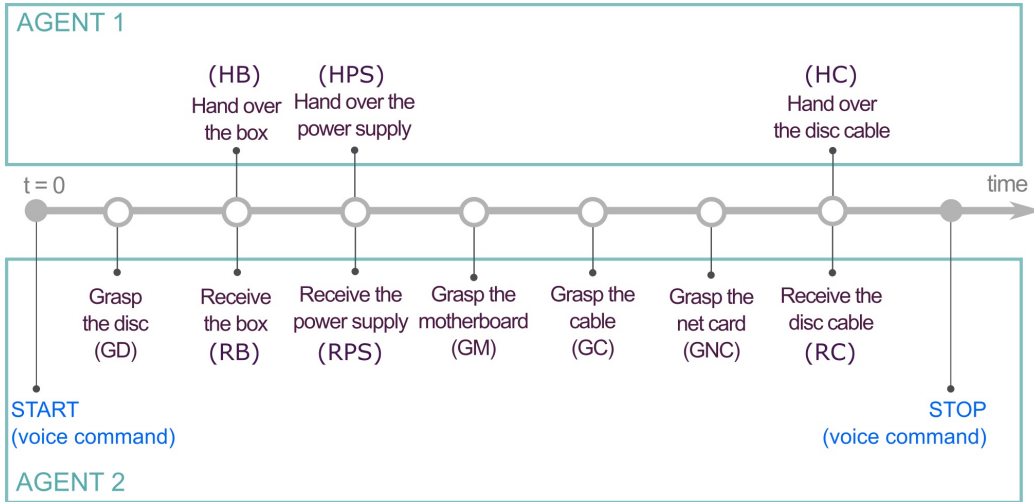 AGENT 1
(HB)
Hand over
the box
(HPS)
Hand over the
power supply
(HC)
Hand over
the disc cable
t = 0
time
Grasp
the disc
(GD)
Receive
the box
(RB)
Receive the
power supply
(RPS)
Grasp the
motherboard
(GM)
Grasp the
cable
(GC)
Grasp the
net card
(GNC)
Receive the
disc cable
(RC)
START
(voice command)
STOP
(voice command)
AGENT 2